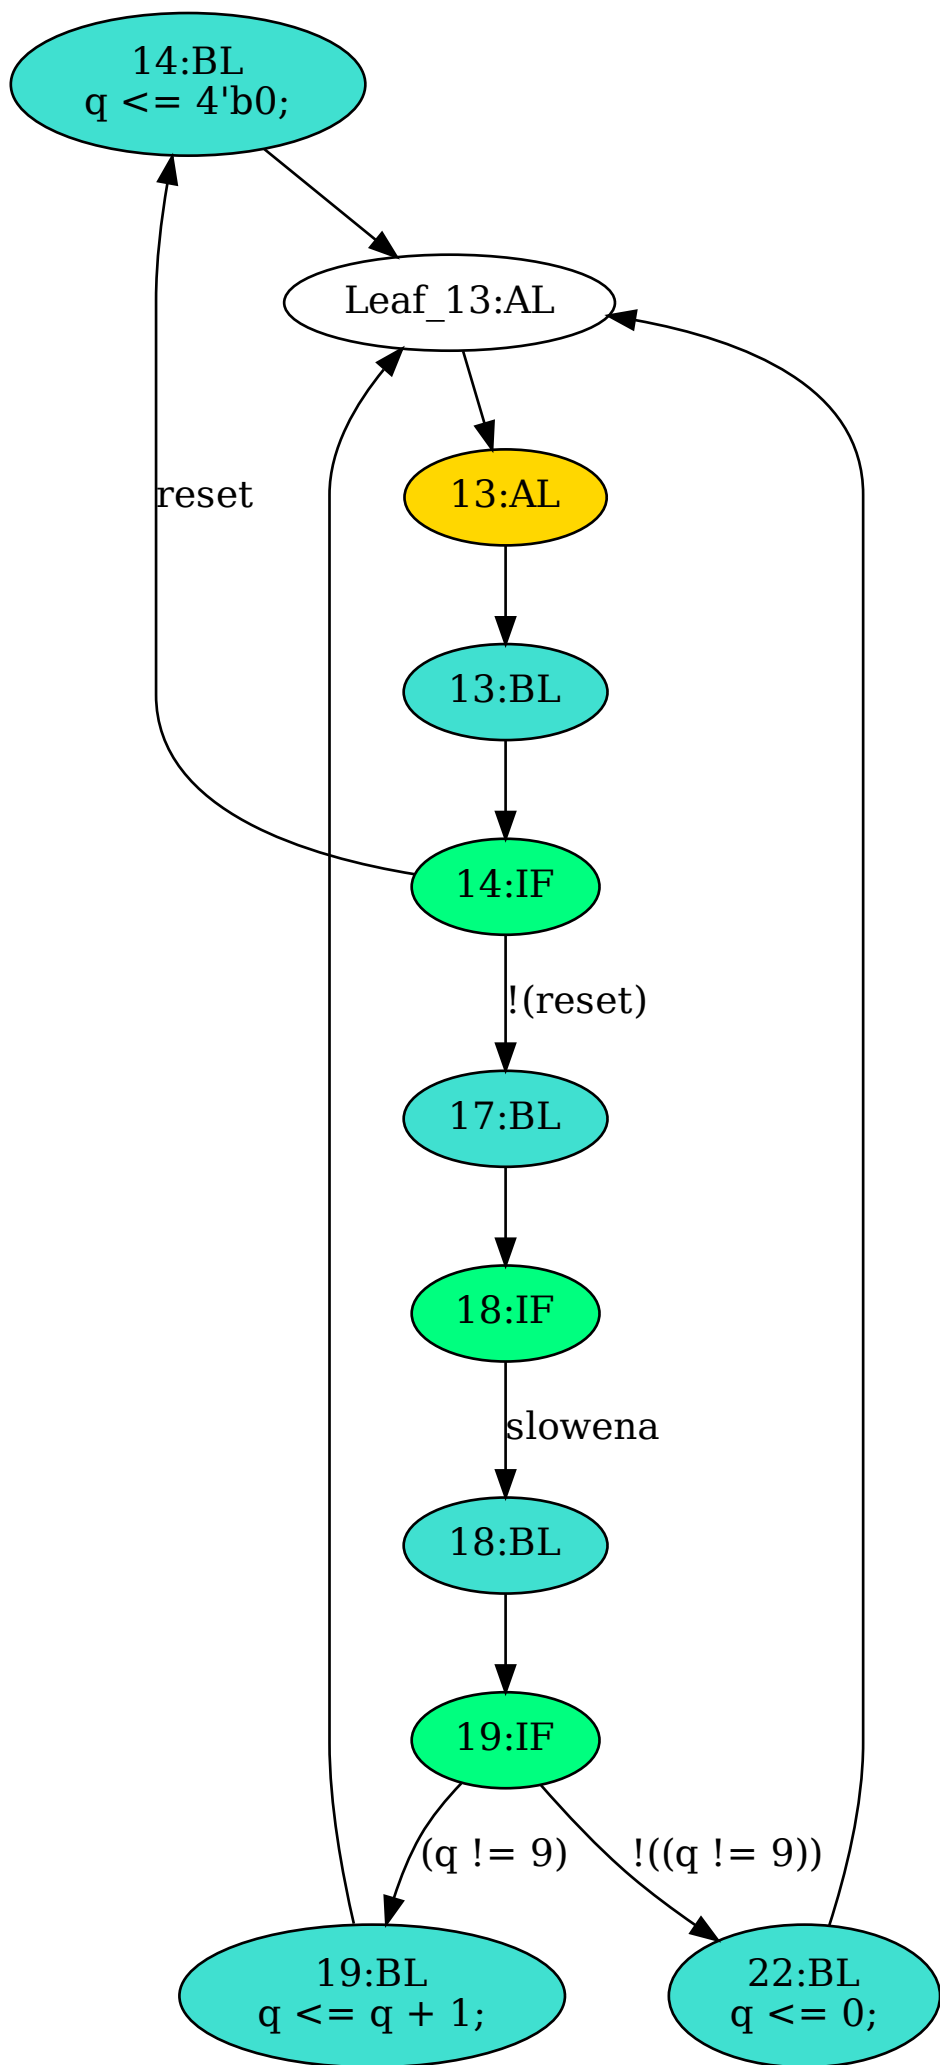 14:BL
q <= 4'b0;
Leaf_13:AL
13:AL
reset
13:BL
14:IF
!(reset)
17:BL
18:IF
slowena
18:BL
19:IF
(q != 9)
!((q != 9))
19:BL
q <= q + 1;
22:BL
q <= 0;